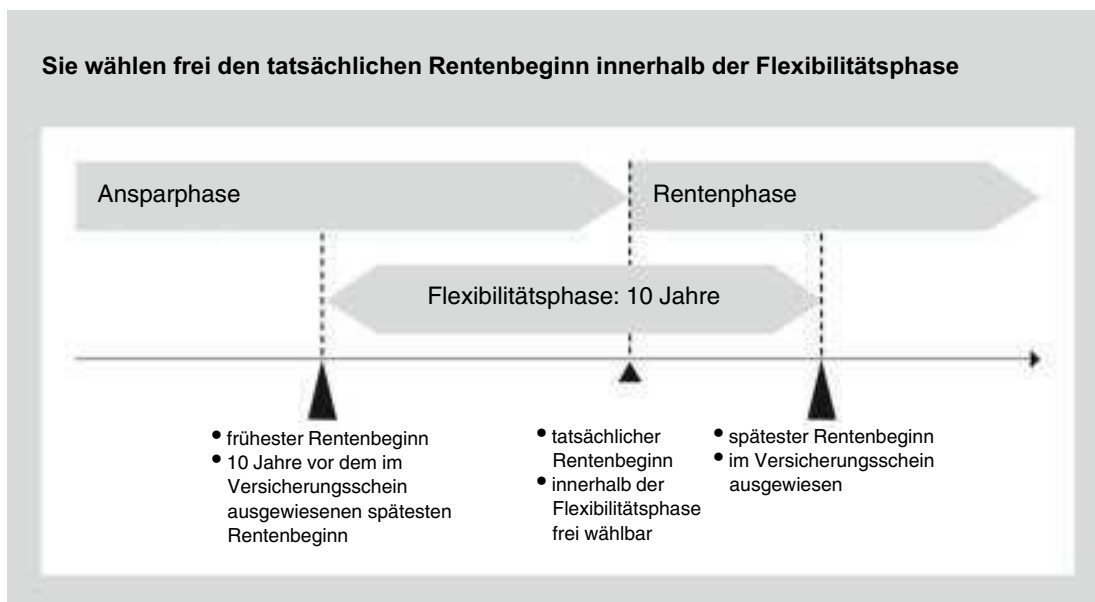 Sie wählen frei den tatsächlichen Rentenbeginn innerhalb der Flexibilitätsphase
Ansparphase
Rentenphase
Flexibilitätsphase: 10 Jahre
• frühester Rentenbeginn
• 10 Jahre vor dem im
Versicherungsschein
ausgewiesenen spätesten
Rentenbeginn
• tatsächlicher
Rentenbeginn
• innerhalb der
Flexibilitätsphase
frei wählbar
• spätester Rentenbeginn
• im Versicherungsschein
ausgewiesen